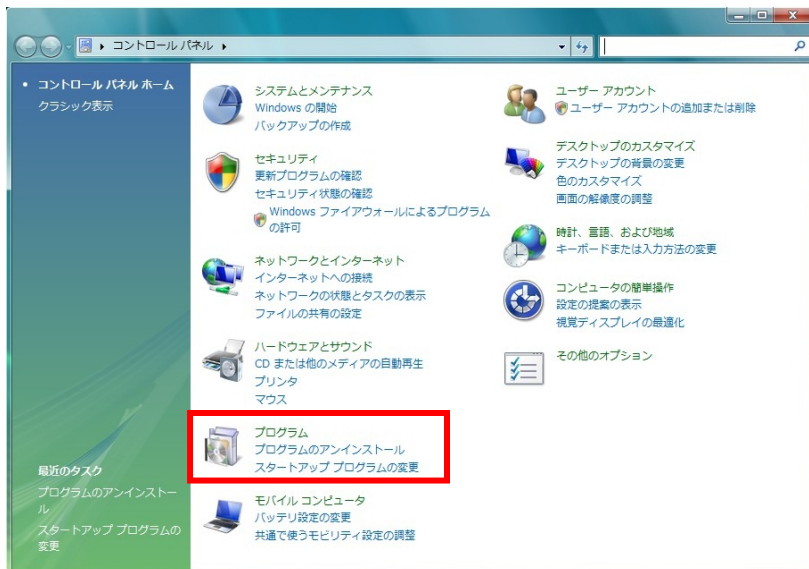 コントロール パネル
コントロール パネル ホーム
クラシック表示
最近のタスク
プログラムのアンインストー
ル
スタートアップ プログラムの
変更
システムとメンテナンス
Windows の開始
バックアップの作成
セキュリティ
更新プログラムの確認
セキュリティ状態の確認
Windows ファイアウォールによるプログラム
の許可
ネットワークとインターネット
インターネットへの接続
ネットワークの状態とタスクの表示
ファイルの共有の設定
ハードウェアとサウンド
CD または他のメディアの自動再生
プリンタ
マウス
プログラム
プログラムのアンインストール
スタートアップ プログラムの変更
モバイル コンピュータ
バッテリ設定の変更
共通で使うモビリティ設定の調整
ユーザー アカウント
ユーザー アカウントの追加または削除
デスクトップのカスタマイズ
デスクトップの背景の変更
色のカスタマイズ
画面の解像度の調整
時計、言語、および地域
キーボードまたは入力方法の変更
コンピュータの簡単操作
設定の提案の表示
視覚ディスプレイの最適化
その他のオプション